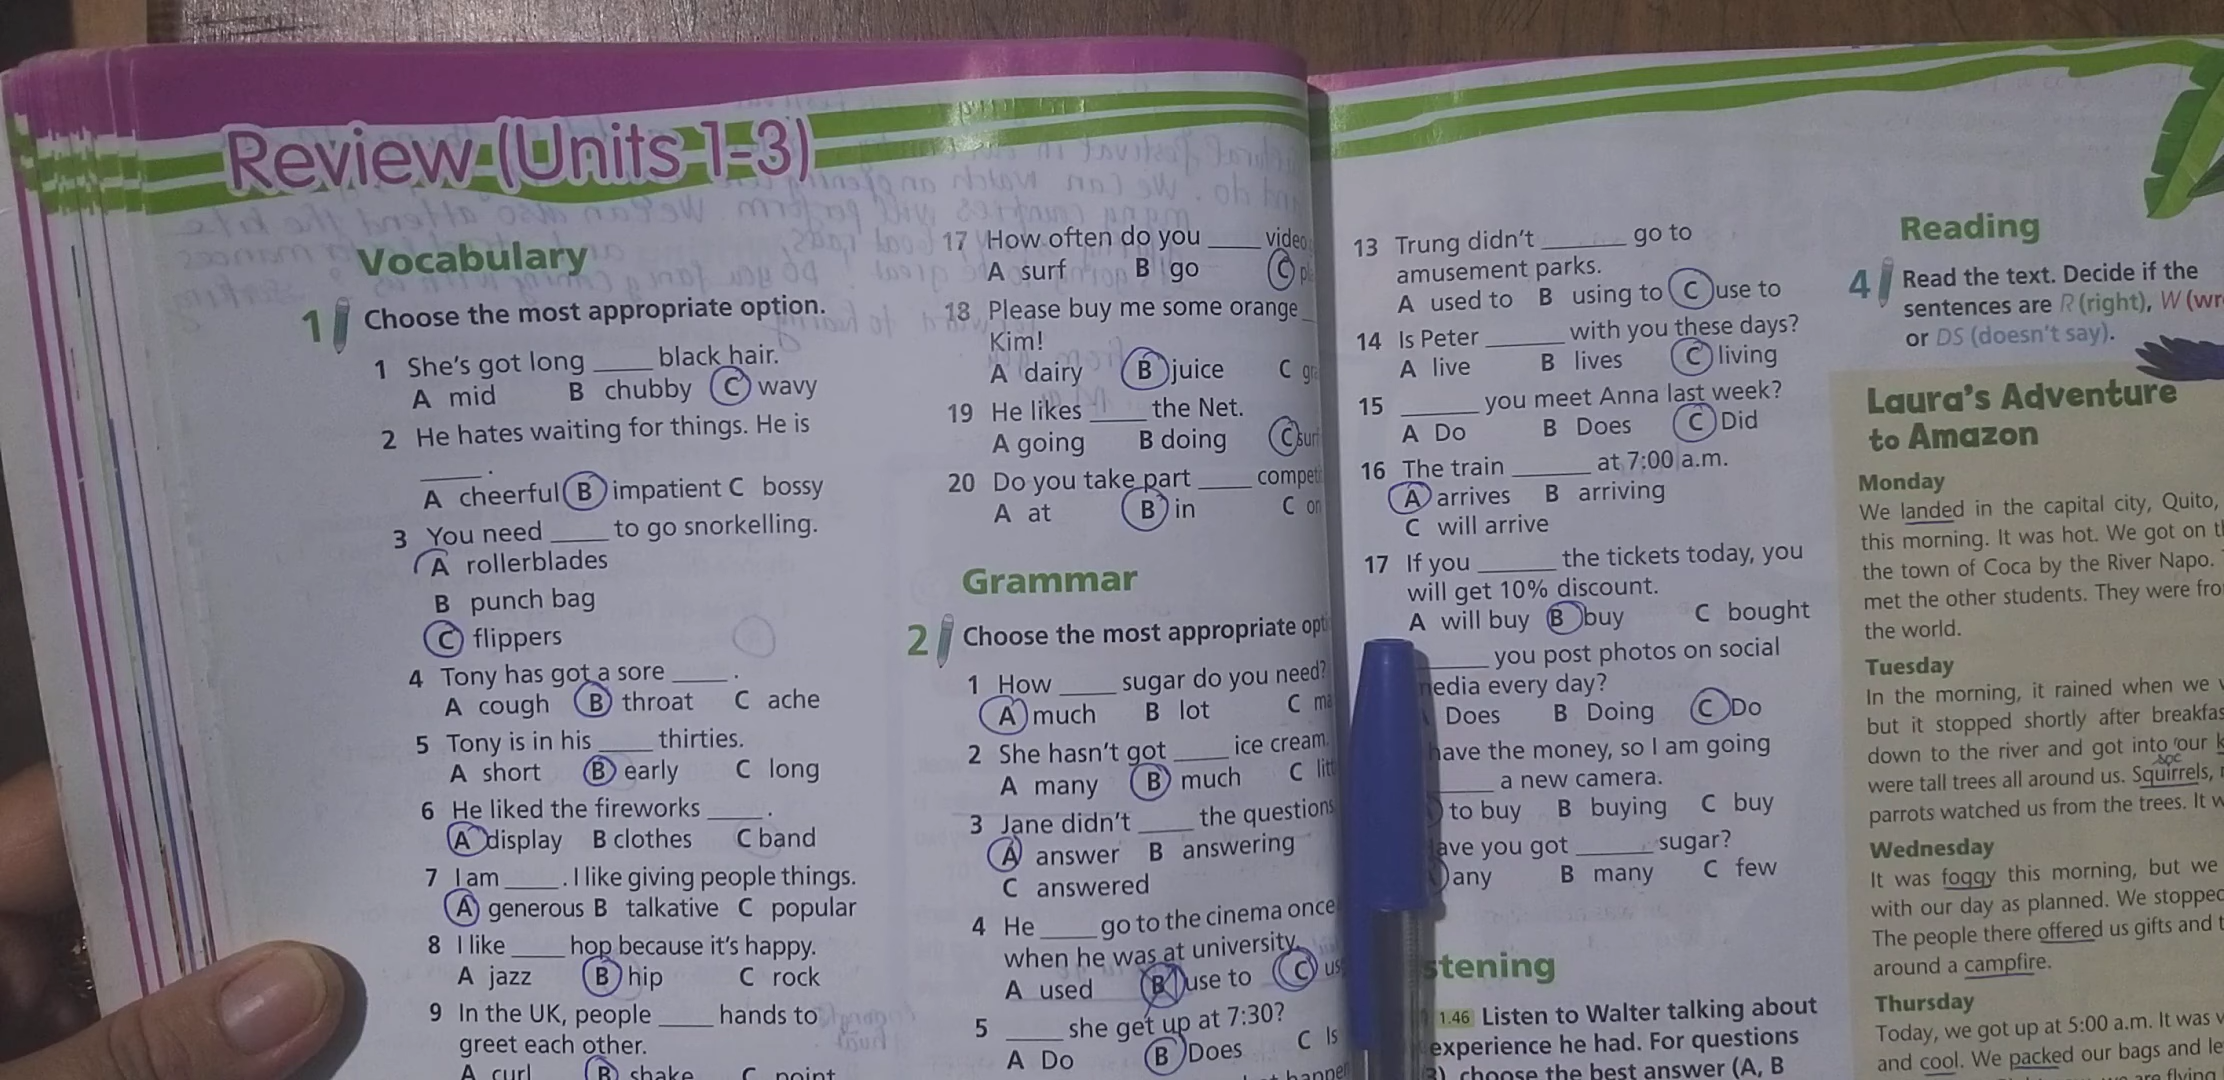 Review (Units 1-3)
Vocabulary
1 Choose the most appropriate option.
1 She's got long _____ black hair.
A mid B chubby C wavy
2 He hates waiting for things. He is
_____.
A cheerful B impatient C bossy
3 You need _____ to go snorkelling.
A rollerblades
B punch bag
C flippers
4 Tony has got a sore _____.
A cough B throat C ache
5 Tony is in his _____ thirties.
A short B early C long
6 He liked the fireworks _____.
A display B clothes C band
7 I am _____. I like giving people things.
A generous B talkative C popular
8 I like _____ hop because it's happy.
A jazz B hip C rock
9 In the UK, people _____ hands to
greet each other.
A curl B shake C point
17 How often do you _____ video
A surf B go C
18 Please buy me some orange _
Kim!
A dairy B juice C
19 He likes _____ the Net.
A going B doing C
20 Do you take part _____
A at B in C
Grammar
2 Choose the most appropriate
1 How _____ sugar do you need?
A much B lot C
2 She hasn't got _____ ice cream.
A many B much C
3 Jane didn't _____ the questions
A answer B answering
C answered
4 He _____ go to the cinema once
when he was at university.
A used B use to C
5 _____ she get up at 7:30?
A Do B Does C Is
13 Trung didn't _____ go to
amusement parks.
A used to B using to C use to
14 Is Peter _____ with you these days?
A live B lives C living
15 _____ you meet Anna last week?
A Do B Does C Did
16 The train _____ at 7:00 a.m.
A arrives B arriving
C will arrive
17 If you _____ the tickets today, you
will get 10% discount.
A will buy B buy C bought
_____ you post photos on social
every day?
Does B Doing C Do
have the money, so I am going
_____ a new camera.
to buy B buying C buy
you got _____ sugar?
any B many C few
1.46 Listen to Walter talking about
experience he had. For questions
3) choose the best answer (A, B
Reading
4 Read the text. Decide if the
sentences are R (right), W
or DS (doesn't say).
Laura's Adventure
to Amazon
Monday
We landed in the capital city, Quito,
this morning. It was hot. We got on
the town of Coca by the River Napo.
met the other students. They were
the world.
Tuesday
In the morning, it rained when we
but it stopped shortly after
down to the river and got into our
were tall trees all around us. Squirrels,
parrots watched us from the trees. It
Wednesday
It was foggy this morning, but we
with our day as planned. We stopped
The people there offered us gifts and
around a campfire.
Thursday
Today, we got up at 5:00 a.m. It was
and cool. We packed our bags and